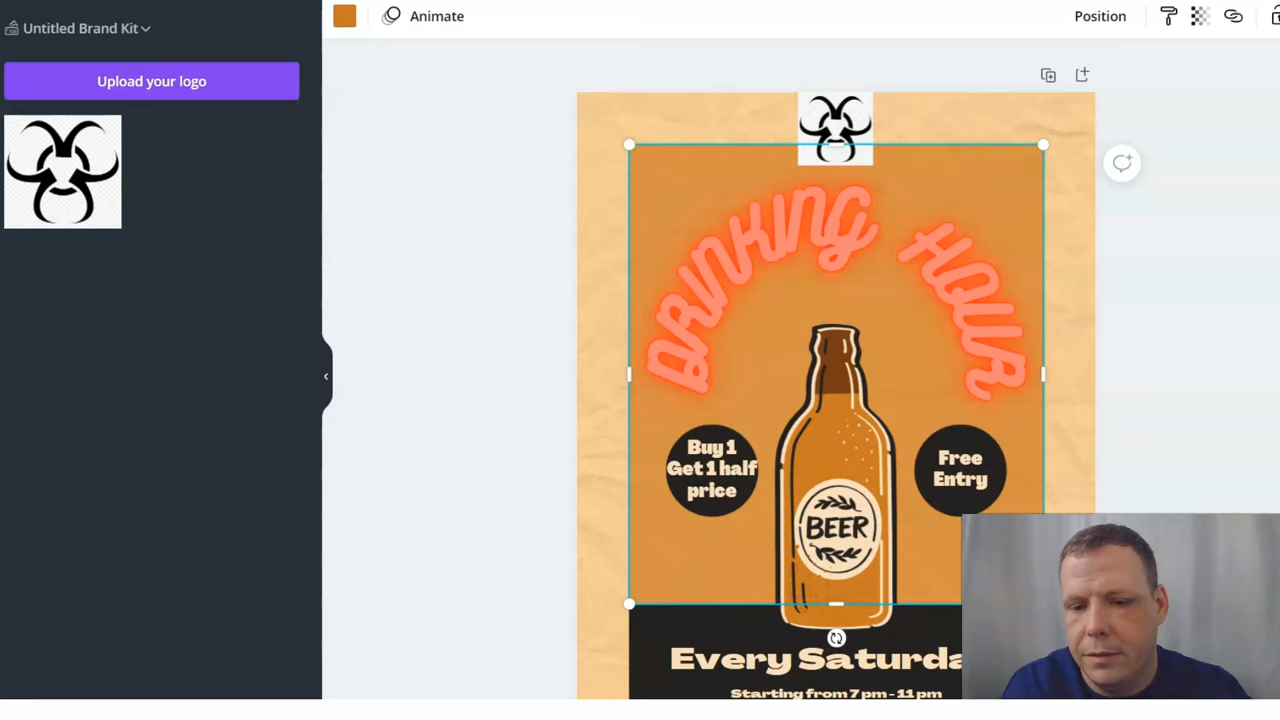 Untitled Brand Kit
Animate
Position
Upload your logo
DRINKING HOUR
Buy 1
Get 1 half
price
Free
Entry
BEER
Every Saturda
Starting from 7 pm - 11 pm